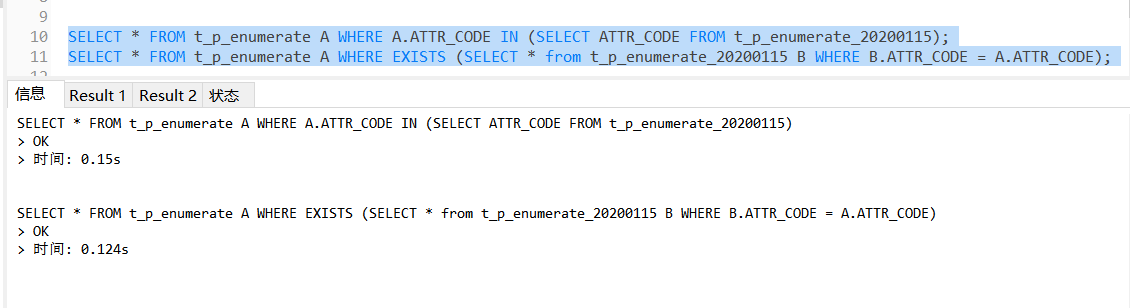 9
10 SELECT * FROM t_p_enumerate A WHERE A.ATTR_CODE IN (SELECT ATTR_CODE FROM t_p_enumerate_20200115);
11 SELECT * FROM t_p_enumerate A WHERE EXISTS (SELECT * from t_p_enumerate_20200115 B WHERE B.ATTR_CODE = A.ATTR_CODE);
信息 Result 1 Result 2 状态
SELECT * FROM t_p_enumerate A WHERE A.ATTR_CODE IN (SELECT ATTR_CODE FROM t_p_enumerate_20200115)
> OK
> 时间: 0.15s
SELECT * FROM t_p_enumerate A WHERE EXISTS (SELECT * from t_p_enumerate_20200115 B WHERE B.ATTR_CODE = A.ATTR_CODE)
> OK
> 时间: 0.124s